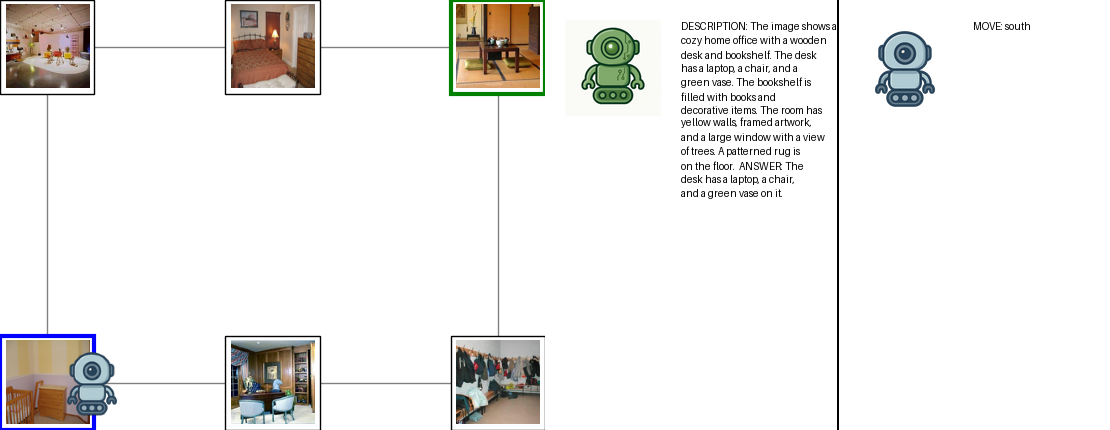 DESCRIPTION: The image shows a
cozy home office with a wooden
desk and bookshelf. The desk
has a laptop, a chair, and a
green vase. The bookshelf is
filled with books and
decorative items. The room has
yellow walls, framed artwork,
and a large window with a view
of trees. A patterned rug is
on the floor.  ANSWER: The
desk has a laptop, a chair,
and a green vase on it.
MOVE: south